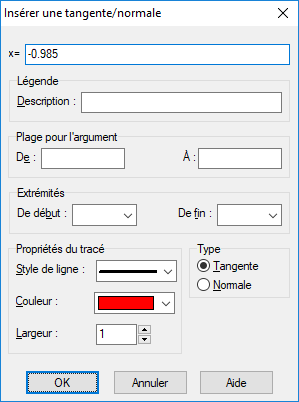 Insérer une tangente/normale
x= -0.985
Légende
Description :
Plage pour l'argument
De : À :
Extrémités
De début : De fin :
Propriétés du tracé
Style de ligne :
Couleur :
Largeur : 1
Type
Tangente
Normale
OK Annuler Aide